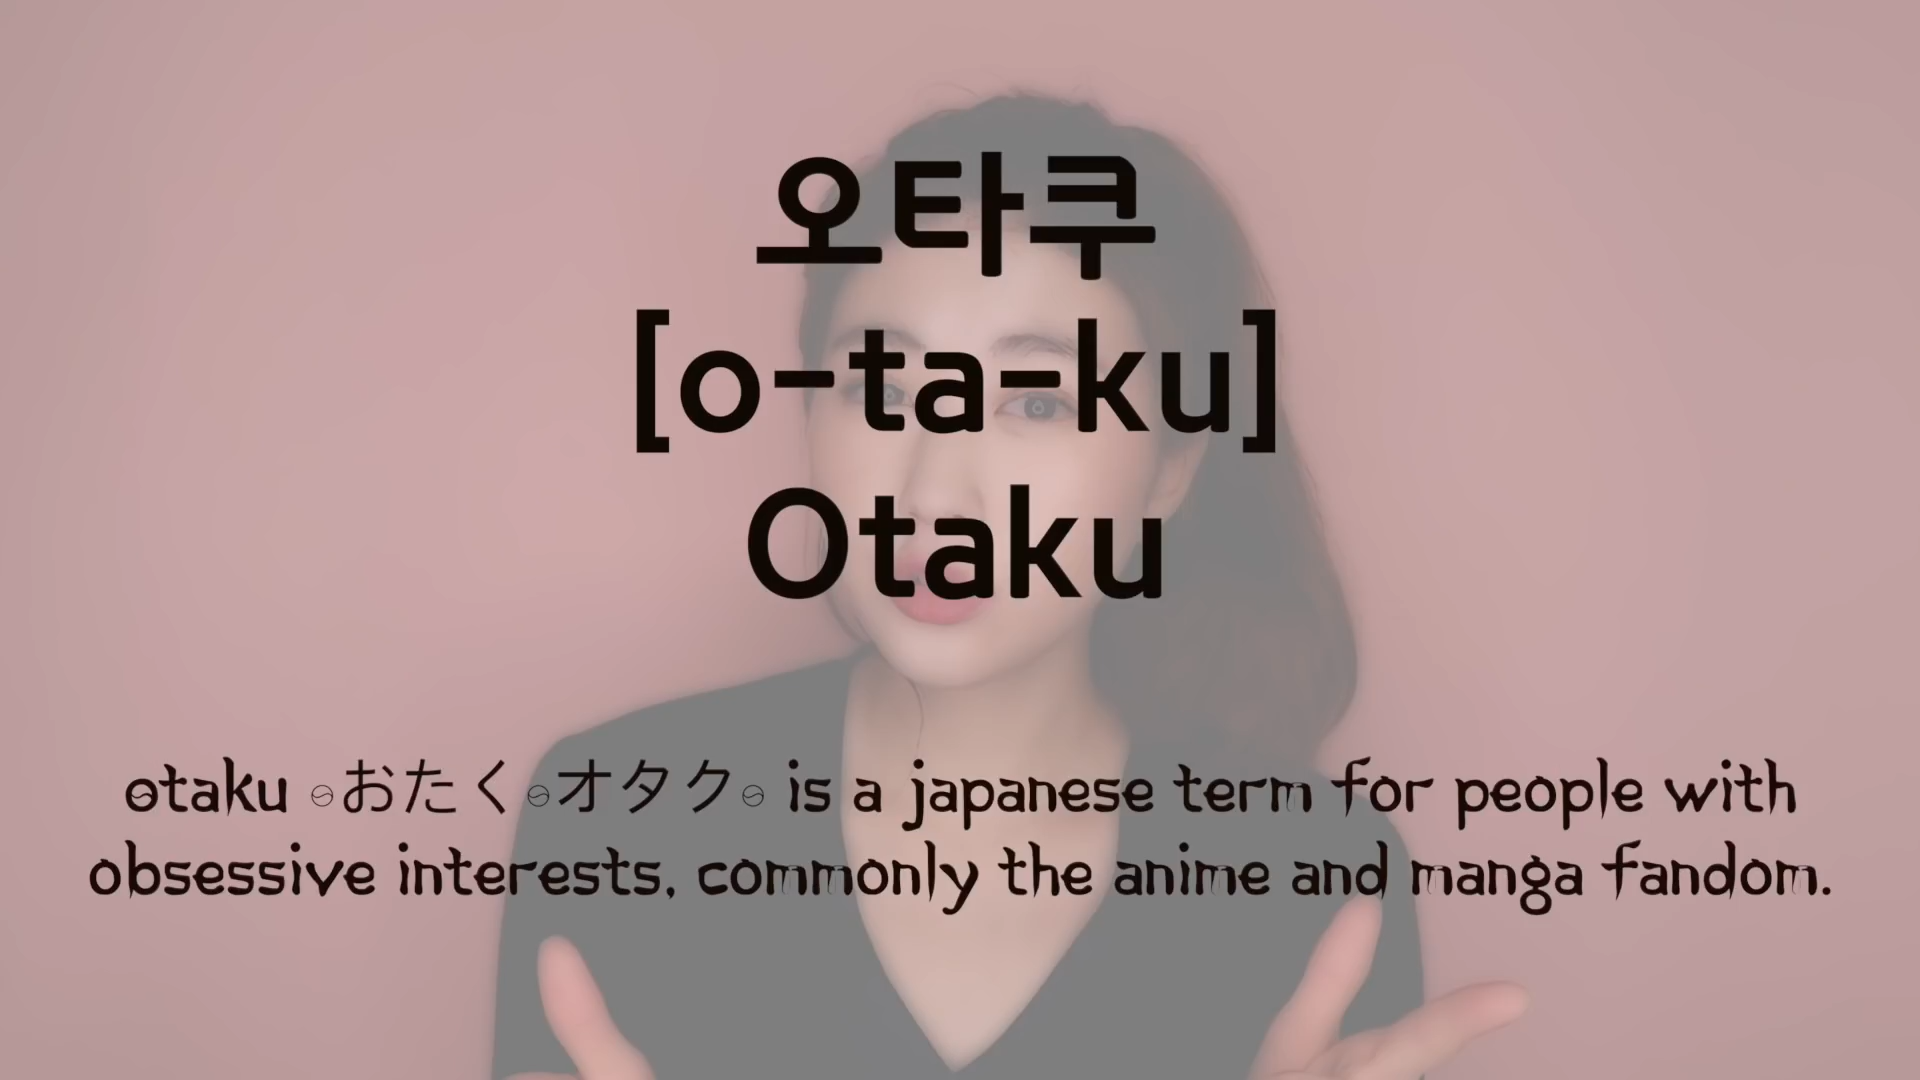 오타쿠
[o-ta-ku]
Otaku
otaku おたく オタク is a japanese term for people with
obsessive interests, commonly the anime and manga fandom.